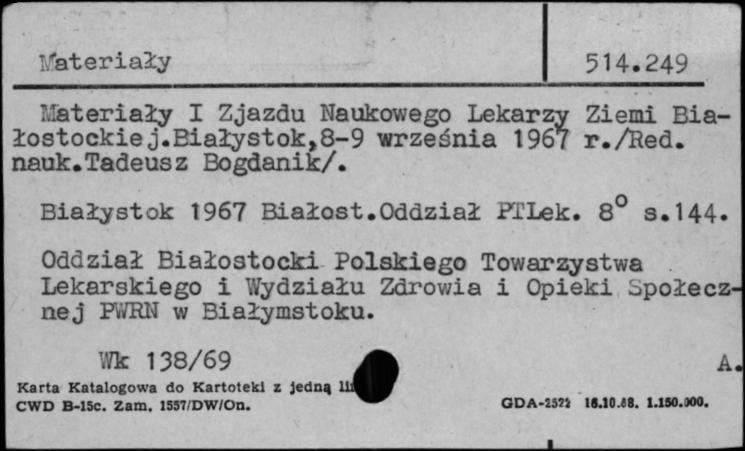 Materiały 514.249
Materiały I Zjazdu Naukowego Lekarzy Ziemi Bia-
łostockiej.Białystok,8-9 września 1967 r./Red.
nauk.Tadeusz Bogdanik/.
Białystok 1967 Białost.Oddział PTLek. 8° s.144.
Oddział Białostocki Polskiego Towarzystwa
Lekarskiego i Wydziału Zdrowia i Opieki Społecz-
nej PWRN w Białymstoku.
Wk 138/69 A.
Karta Katalogowa do Kartoteki z jedną
CWD B-15c. Zam. 1557/DW/On. GDA-2522 16.10.68. 1.150.000.